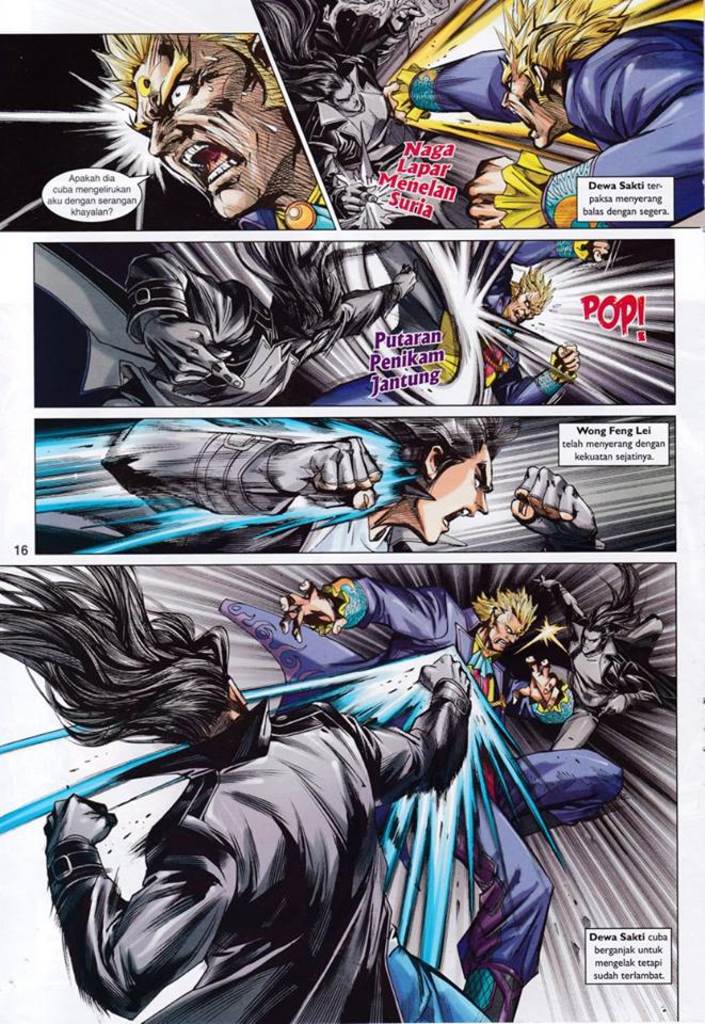 Apakah dia
cuba mengelirukan
aku dengan serangan
khayalan?
Naga
Lapar
Menelan
Suria
Dewa Sakti ter-
paksa menyerang
balas dengan segera.
Putaran
Penikam
Jantung
POP!
Wong Feng Lei
telah menyerang dengan
kekuatan sejatinya.
16
Dewa Sakti cuba
berganjak untuk
mengelak tetapi
sudah terlambat.